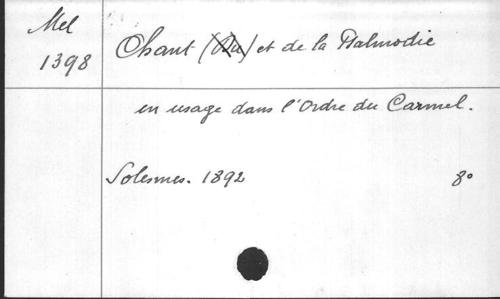 Mel
1398
Chant (Du) et de la Psalmodie
en usage dans l'Ordre du Carmel.
Solesmes. 1892 8°